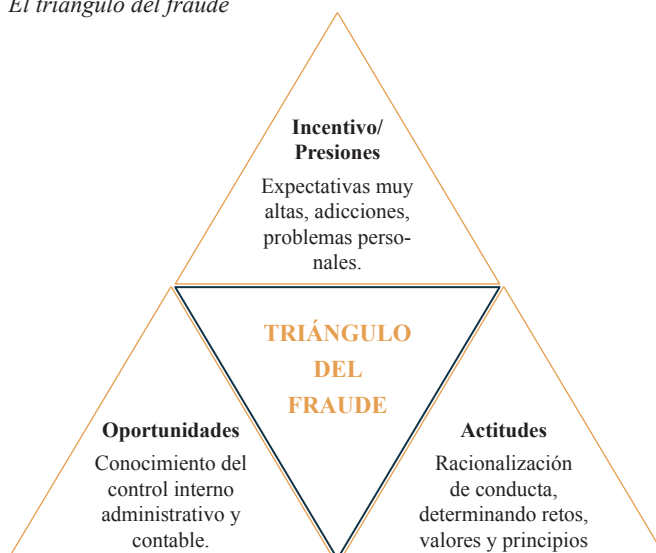 El triángulo del fraude
Incentivo/
Presiones
Expectativas muy
altas, adicciones,
problemas perso-
nales.
TRIÁNGULO
DEL
FRAUDE
Oportunidades
Conocimiento del
control interno
administrativo y
contable.
Actitudes
Racionalización
de conducta,
determinando retos,
valores y principios